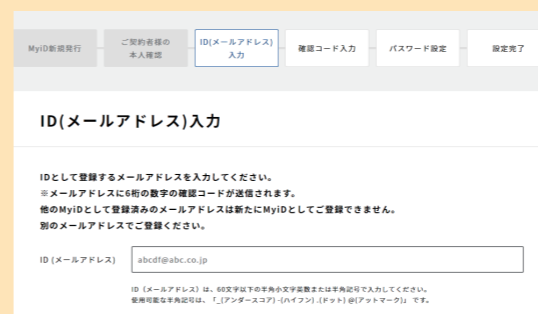 MyiD新規発行
ご契約者様の
本人確認
ID(メールアドレス)
入力
確認コード入力
パスワード設定
設定完了
ID(メールアドレス)入力
IDとして登録するメールアドレスを入力してください。
※メールアドレスに6桁の数字の確認コードが送信されます。
他のMyiDとして登録済みのメールアドレスは新たにMyiDとしてご登録できません。
別のメールアドレスでご登録ください。
ID (メールアドレス)
abcdf@abc.co.jp
ID（メールアドレス）は、60文字以下の半角小文字英数または半角記号で入力してください。
使用可能な半角記号は、「_(アンダースコア) -(ハイフン) .(ドット) @(アットマーク)」 です。